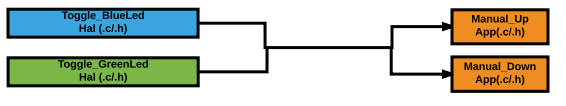 Toggle_BlueLed
Hal (.c/.h)
Toggle_GreenLed
Hal (.c/.h)
Manual_Up
App(.c/.h)
Manual_Down
App(.c/.h)